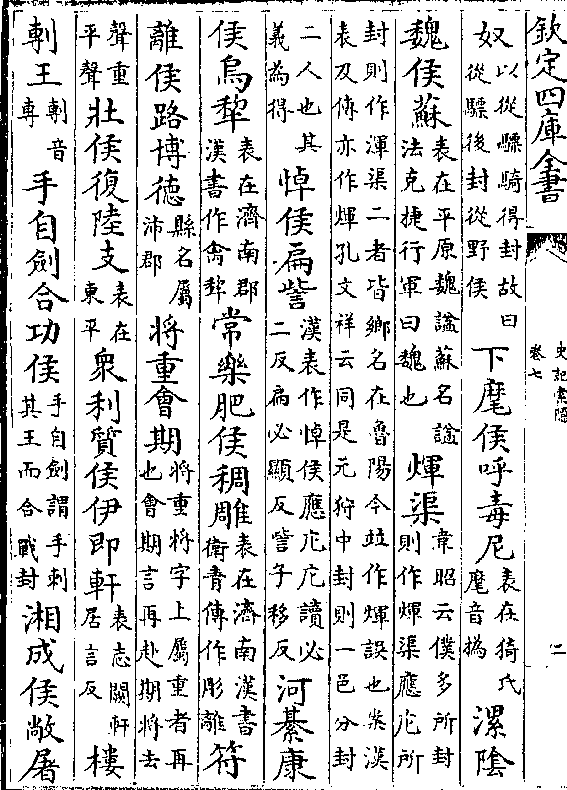 欽定四庫全書
史記索隱
卷七
二
奴以從驃騎得封故曰從驃後封從野侯下麾侯呼毒尼表在猗氏麾音撝漯陰
魏侯蘇表在平原魏諡蘇名諡法克捷行軍曰魏也煇渠韋昭云僕多所封則作煇渠應庀所
封則作渾渠二者皆鄉名在魯陽今竝作煇誤也案漢表及傳亦作煇孔文祥云同是元狩中封則一邑分封
二人也其義為得悼侯扁訾漢表作悼侯應庀庀讀必二反扁必顯反訾子移反河綦康
侯烏犂表在濟南郡漢書作禽犂常樂肥侯稠雕表在濟南漢書衛青傳作彫離符
離侯路博德縣名屬沛郡將重會期將重將字上屬重者再也會期言再赴期將去
聲重平聲壯侯復陸支表在東平衆利質侯伊即軒表志闕軒居言反樓
剸王剸音專手自劍合功侯手自劍謂手刺其王而合戰封湘成侯敞屠